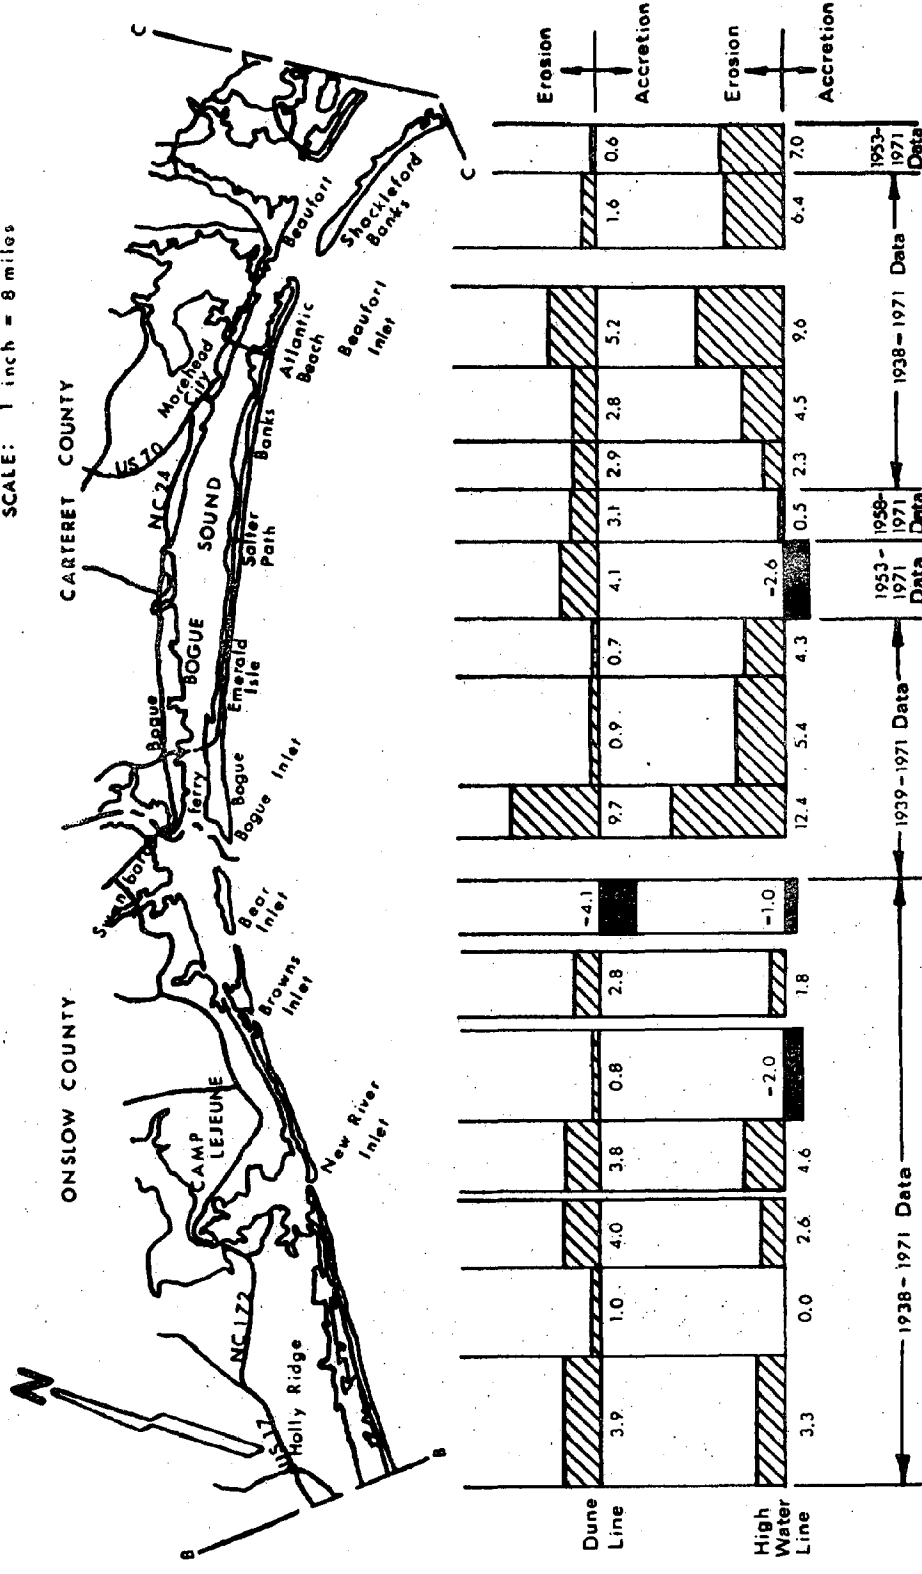 SCALE: 1 inch = 8 miles
ONSLOW COUNTY
CARTERET COUNTY
N
B
B
C
C
US 17
Holly Ridge
NC 172
CAMP
LEJEUNE
New River
Inlet
Browns
Inlet
Bear
Inlet
Bogue Inlet
Ferry
Bogue
Bogue
BOGUE
SOUND
Emerald
Isle
Salter
Path
Banks
NC 24
US 70
Morehead
City
Atlantic
Beach
Beaufort
Inlet
Beaufort
Shackleford
Banks
Dune
Line
3.9
1.0
4.0
3.8
0.8
2.8
-4.1
9.7
0.9
0.7
4.1
3.1
2.9
2.8
5.2
1.6
0.6
Erosion
Accretion
High
Water
Line
3.3
0.0
2.6
4.6
-2.0
1.8
-1.0
12.4
5.4
4.3
-2.6
0.5
2.3
4.5
9.6
6.4
7.0
Erosion
Accretion
1938-1971 Data
1939-1971 Data
1953-
1971
Data
1958-
1971
Data
1938-1971 Data
1953-
1971
Data